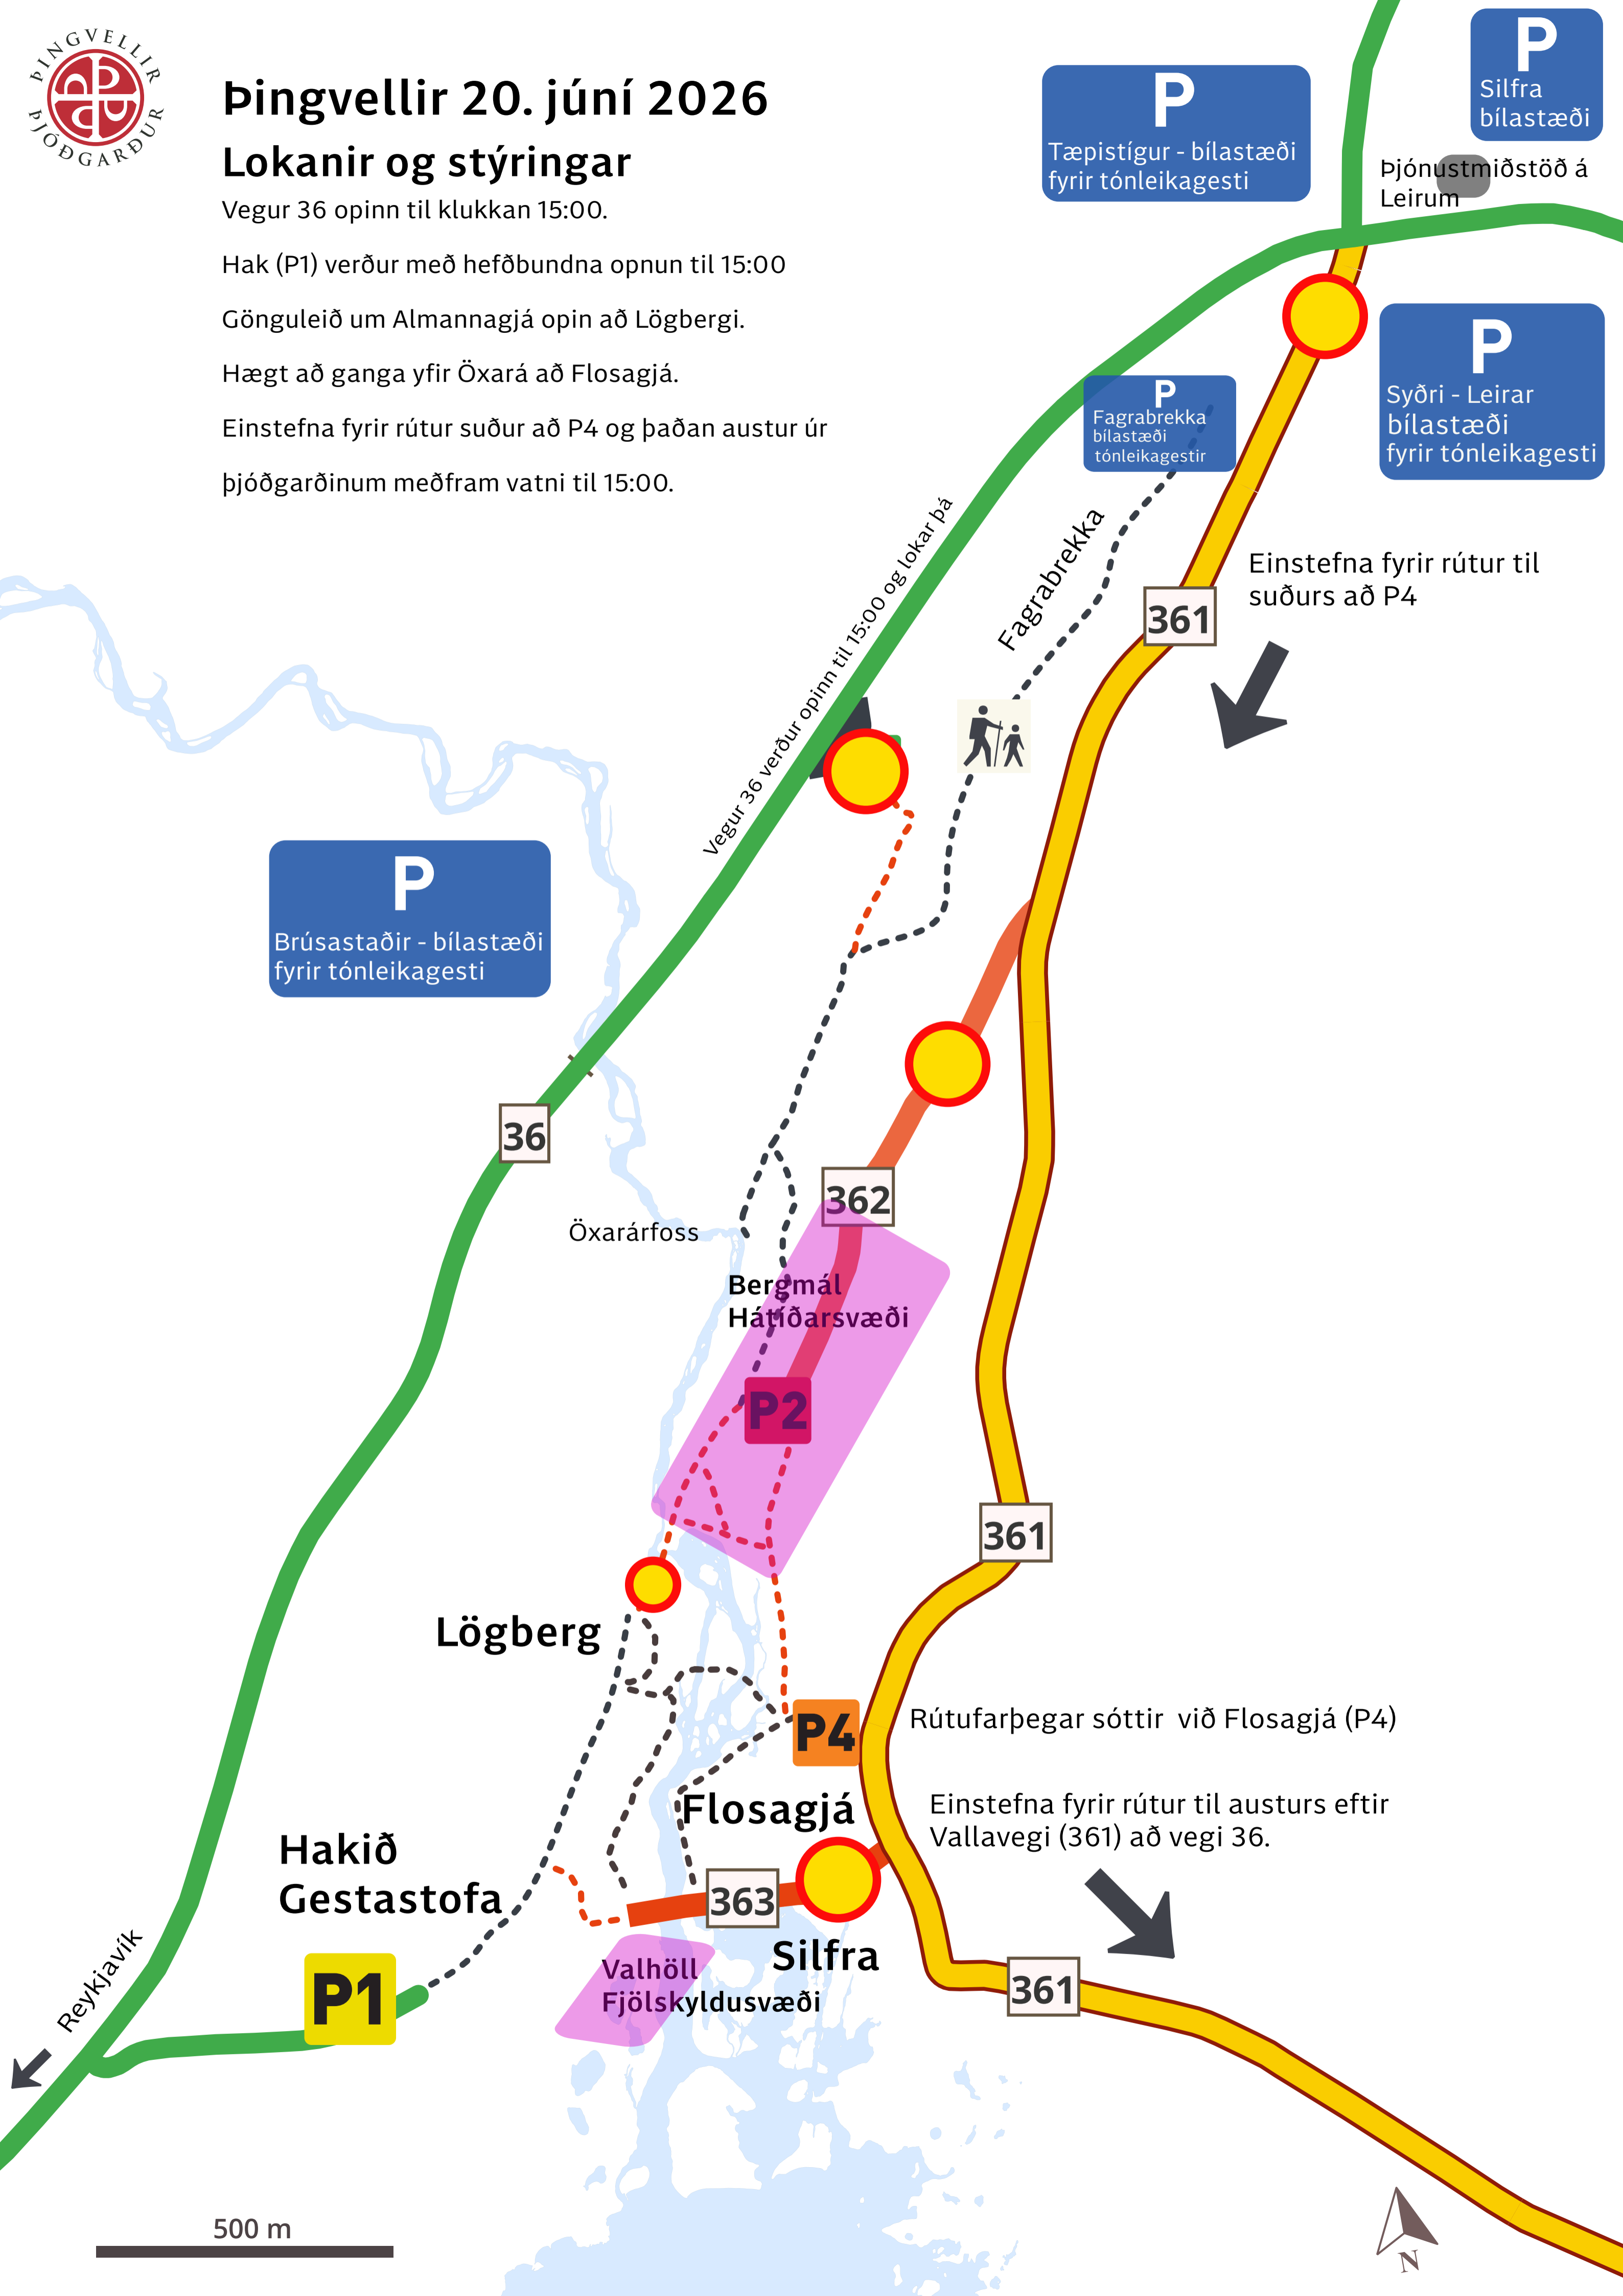 ÞINGVELLIR
ÞJÓÐGARÐUR
Þingvellir 20. júní 2026
Lokanir og stýringar
Vegur 36 opinn til klukkan 15:00.
Hak (P1) verður með hefðbundna opnun til 15:00
Gönguleið um Almannagjá opin að Lögbergi.
Hægt að ganga yfir Öxará að Flosagjá.
Einstefna fyrir rútur suður að P4 og þaðan austur úr
þjóðgarðinum meðfram vatni til 15:00.
P
Silfra
bílastæði
P
Tæpistígur - bílastæði
fyrir tónleikagesti
Þjónustmiðstöð á
Leirum
P
Syðri - Leirar
bílastæði
fyrir tónleikagesti
P
Fagrabrekka
bílastæði
tónleikagestir
Fagrabrekka
Einstefna fyrir rútur til
suðurs að P4
361
Vegur 36 verður opinn til 15:00 og lokar þá
P
Brúsastaðir - bílastæði
fyrir tónleikagesti
36
362
Öxarárfoss
Bergmál
Hátíðarsvæði
P2
361
Lögberg
P4
Rútufarþegar sóttir við Flosagjá (P4)
Flosagjá
Einstefna fyrir rútur til austurs eftir
Vallavegi (361) að vegi 36.
Hakið
Gestastofa
363
Silfra
Valhöll
Fjölskyldusvæði
361
P1
Reykjavík
500 m
N